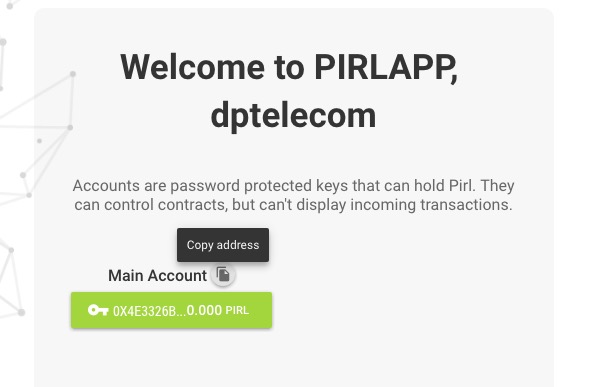 Welcome to PIRLAPP,
dptelecom
Accounts are password protected keys that can hold Pirl. They
can control contracts, but can't display incoming transactions.
Copy address
Main Account
0X4E3326B...0.000 PIRL